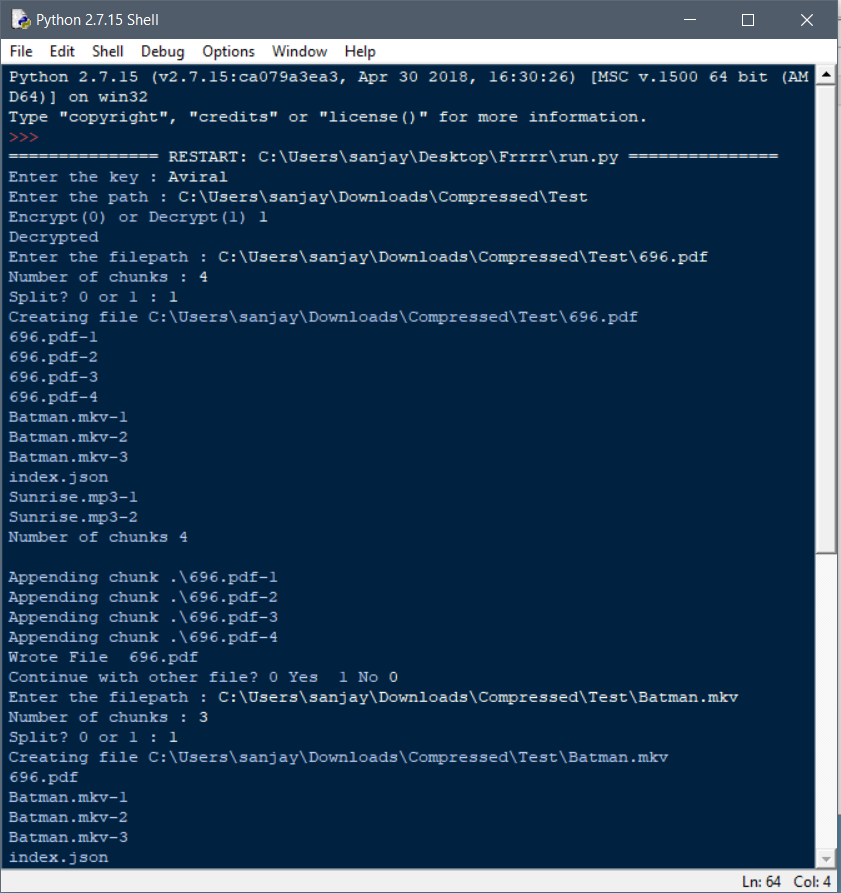 Python 2.7.15 Shell
File Edit Shell Debug Options Window Help
Python 2.7.15 (v2.7.15:ca079a3ea3, Apr 30 2018, 16:30:26) [MSC v.1500 64 bit (AM
D64)] on win32
Type "copyright", "credits" or "license()" for more information.
>>>
=============== RESTART: C:\Users\sanjay\Desktop\Frrrr\run.py ===============
Enter the key : Aviral
Enter the path : C:\Users\sanjay\Downloads\Compressed\Test
Encrypt(0) or Decrypt(1) 1
Decrypted
Enter the filepath : C:\Users\sanjay\Downloads\Compressed\Test\696.pdf
Number of chunks : 4
Split? 0 or 1 : 1
Creating file C:\Users\sanjay\Downloads\Compressed\Test\696.pdf
696.pdf-1
696.pdf-2
696.pdf-3
696.pdf-4
Batman.mkv-1
Batman.mkv-2
Batman.mkv-3
index.json
Sunrise.mp3-1
Sunrise.mp3-2
Number of chunks 4
Appending chunk .\696.pdf-1
Appending chunk .\696.pdf-2
Appending chunk .\696.pdf-3
Appending chunk .\696.pdf-4
Wrote File  696.pdf
Continue with other file? 0 Yes  1 No 0
Enter the filepath : C:\Users\sanjay\Downloads\Compressed\Test\Batman.mkv
Number of chunks : 3
Split? 0 or 1 : 1
Creating file C:\Users\sanjay\Downloads\Compressed\Test\Batman.mkv
696.pdf
Batman.mkv-1
Batman.mkv-2
Batman.mkv-3
index.json
Ln: 64 Col: 4